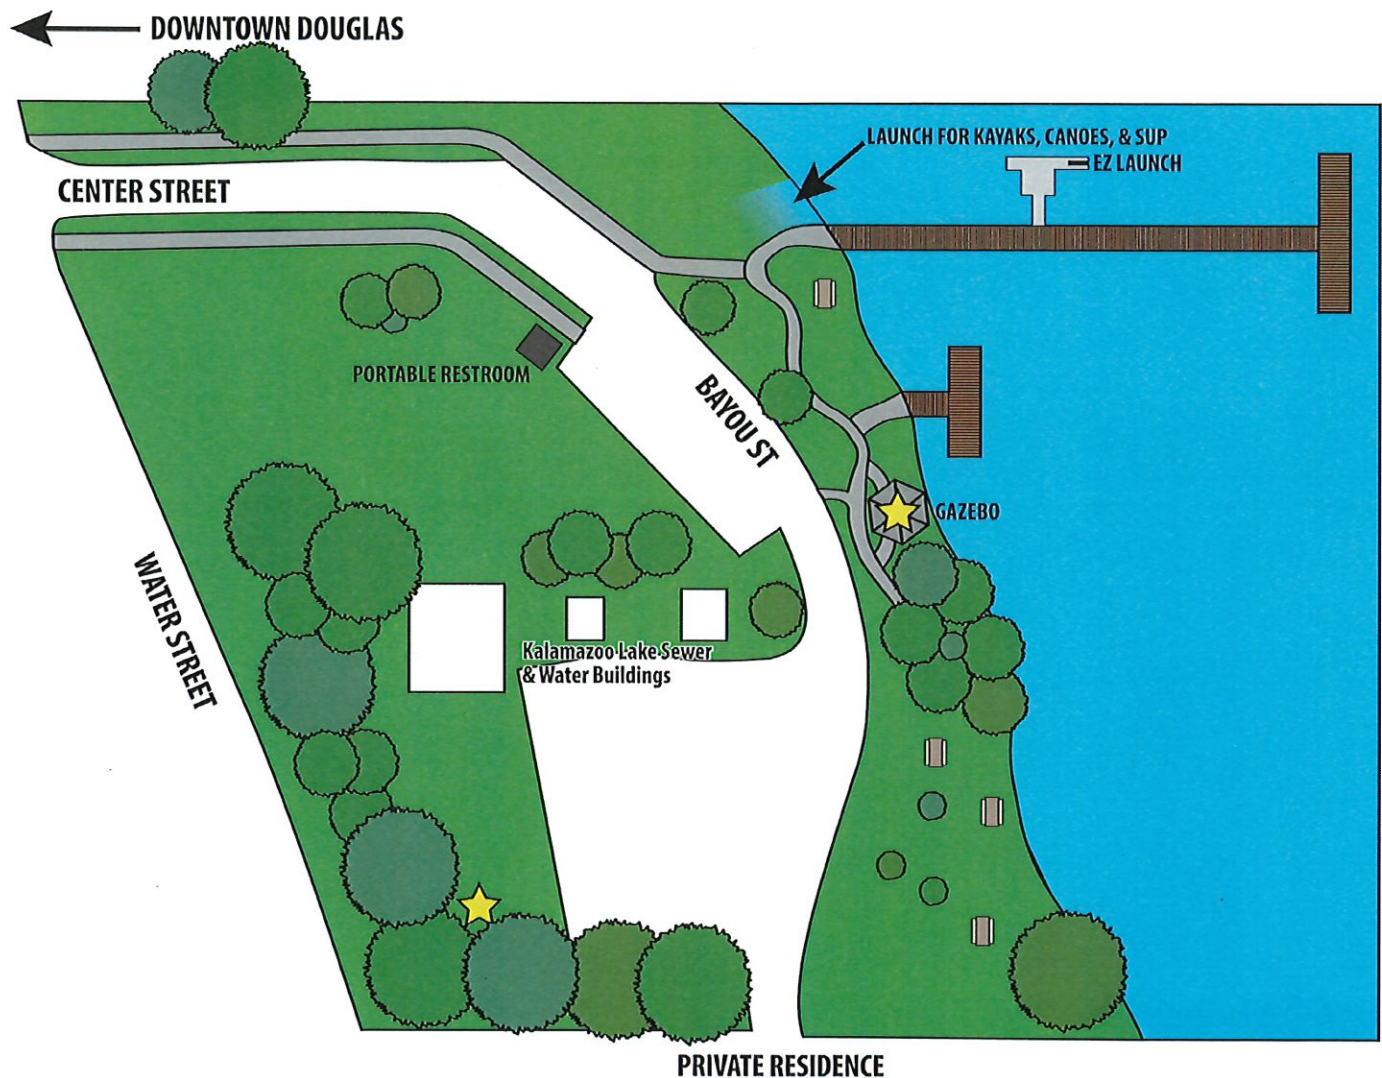 DOWNTOWN DOUGLAS
LAUNCH FOR KAYAKS, CANOES, & SUP
EZ LAUNCH
CENTER STREET
PORTABLE RESTROOM
BAYOU ST
GAZEBO
WATER STREET
Kalamazoo Lake Sewer
& Water Buildings
PRIVATE RESIDENCE